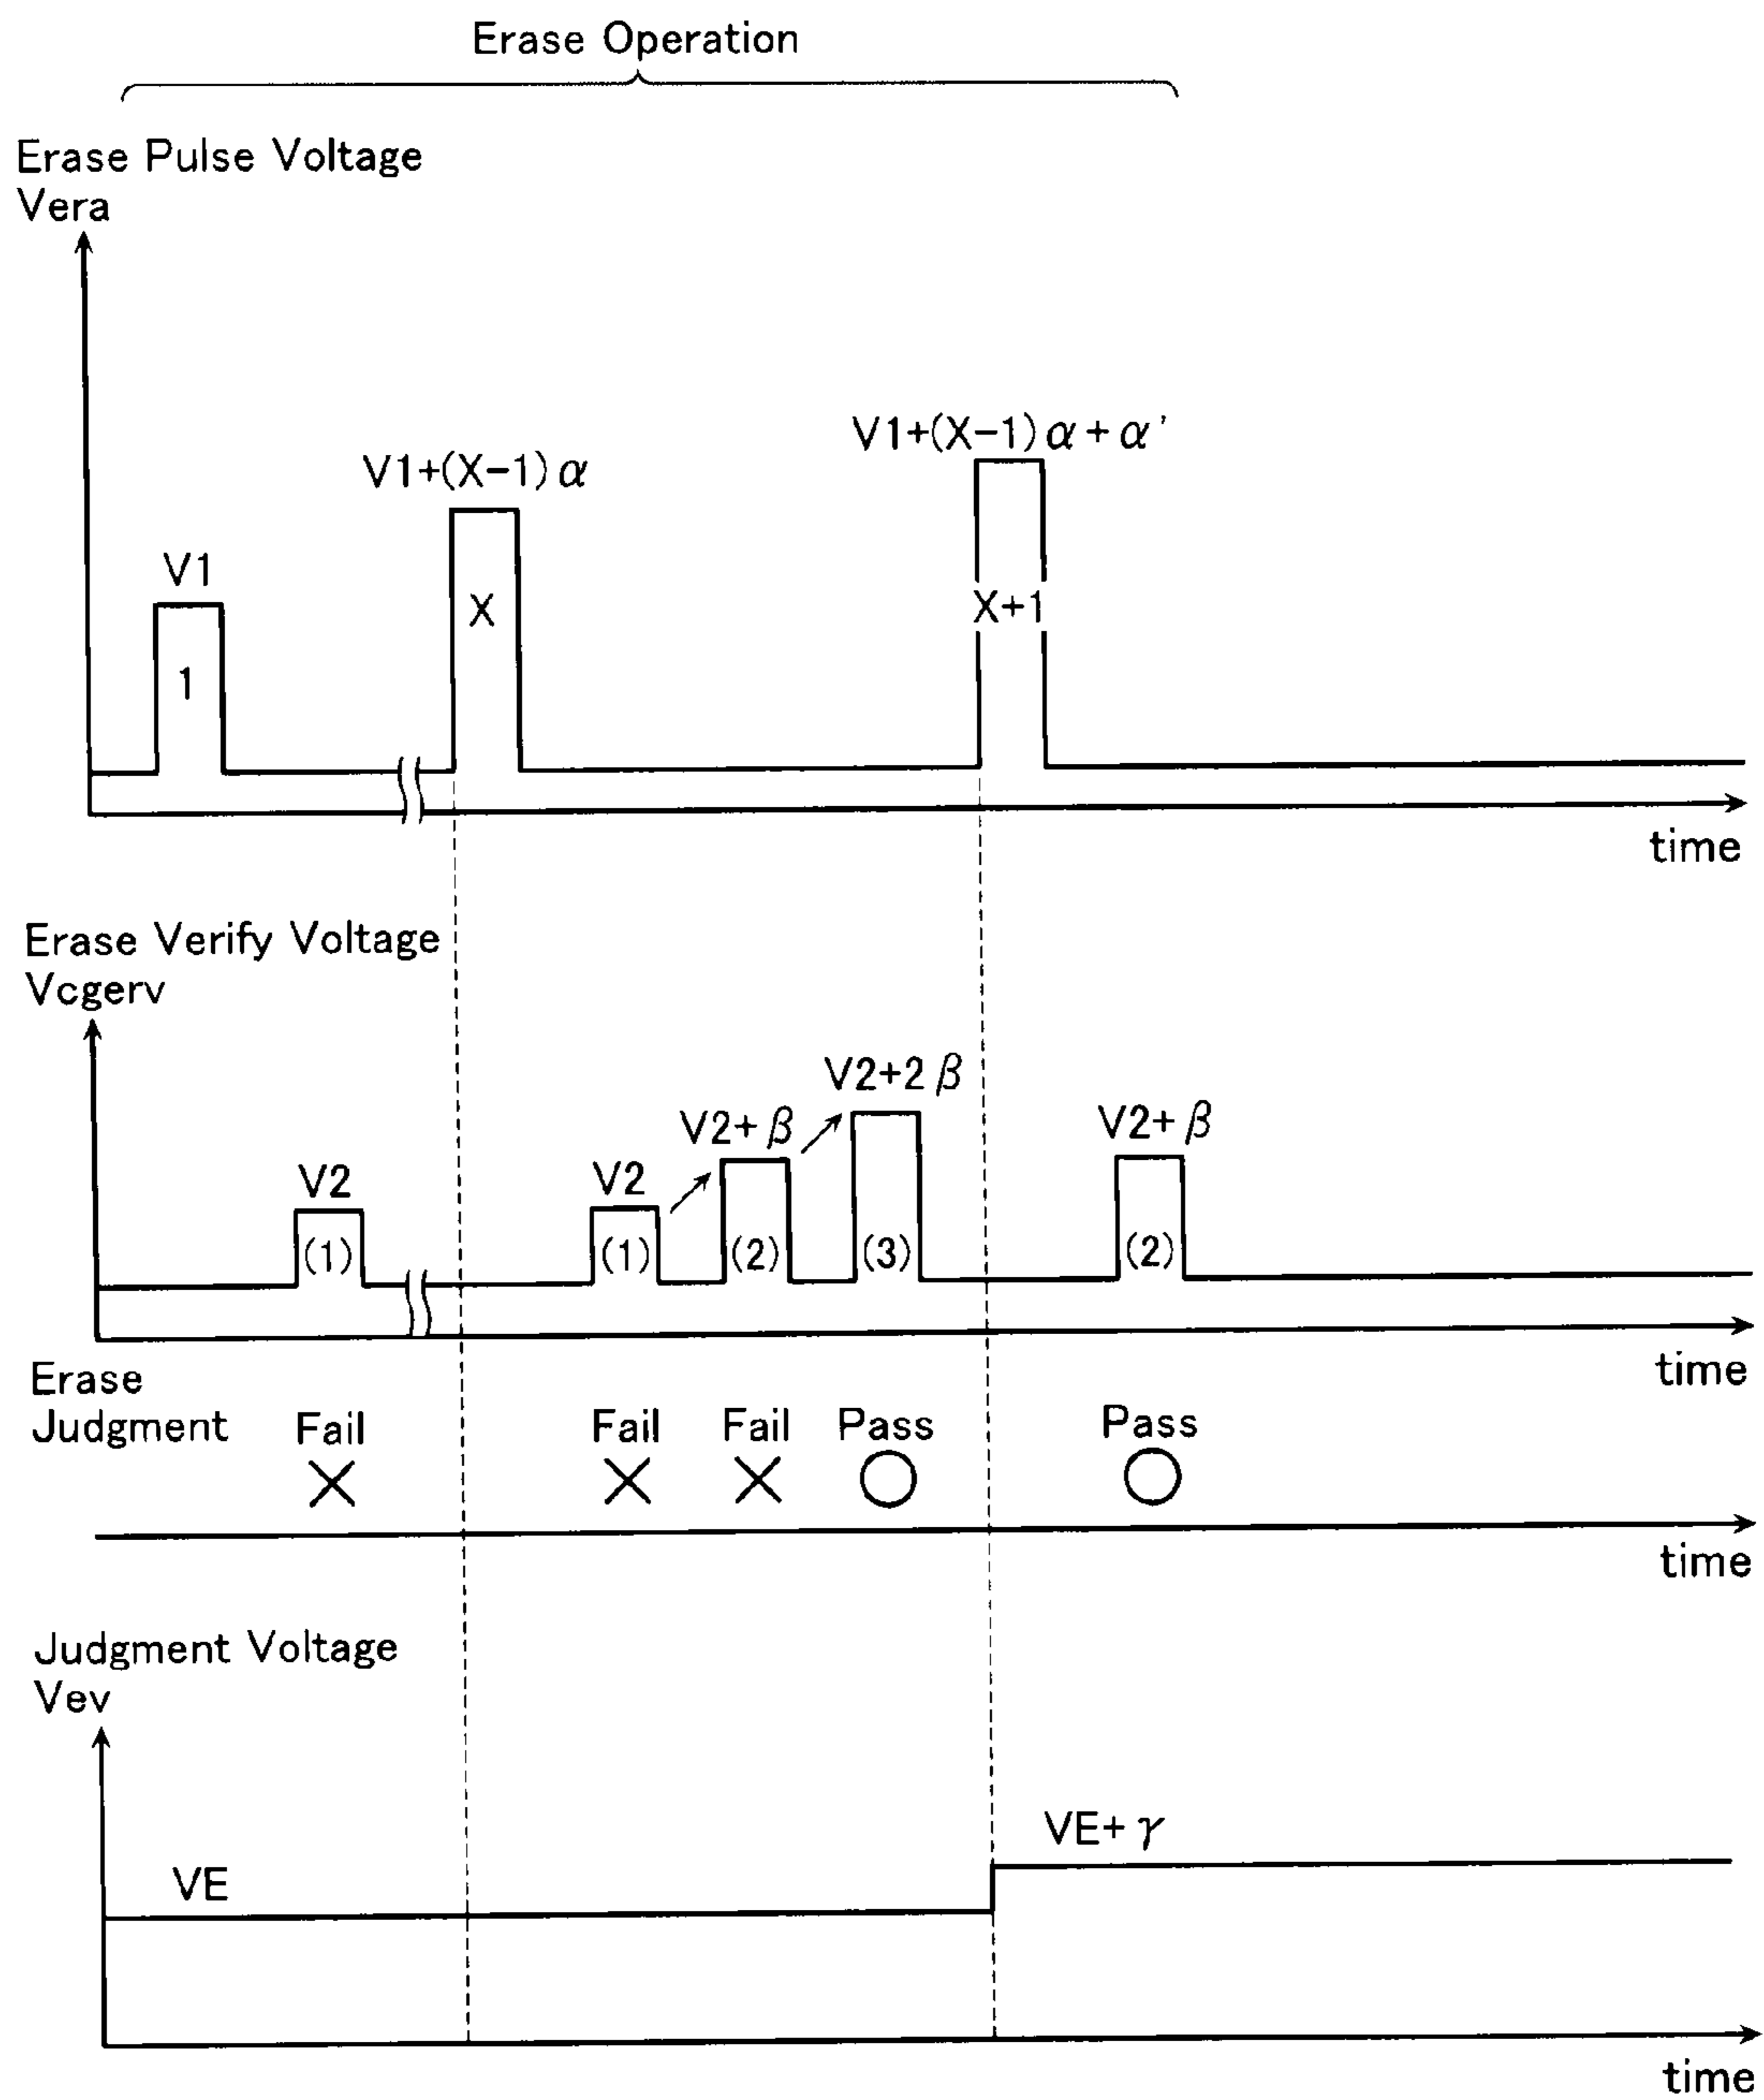 Erase Operation
Erase Pulse Voltage
Vera
V1+(X-1)α+α'
V1+(X-1)α
V1
X
X+1
1
time
Erase Verify Voltage
Vcgerv
V2+2β
V2+β
V2+β
V2
V2
(1)
(1)
(2)
(3)
(2)
time
Erase
Judgment
Fail
Fail
Fail
Pass
Pass
time
Judgment Voltage
Vev
VE+γ
VE
time